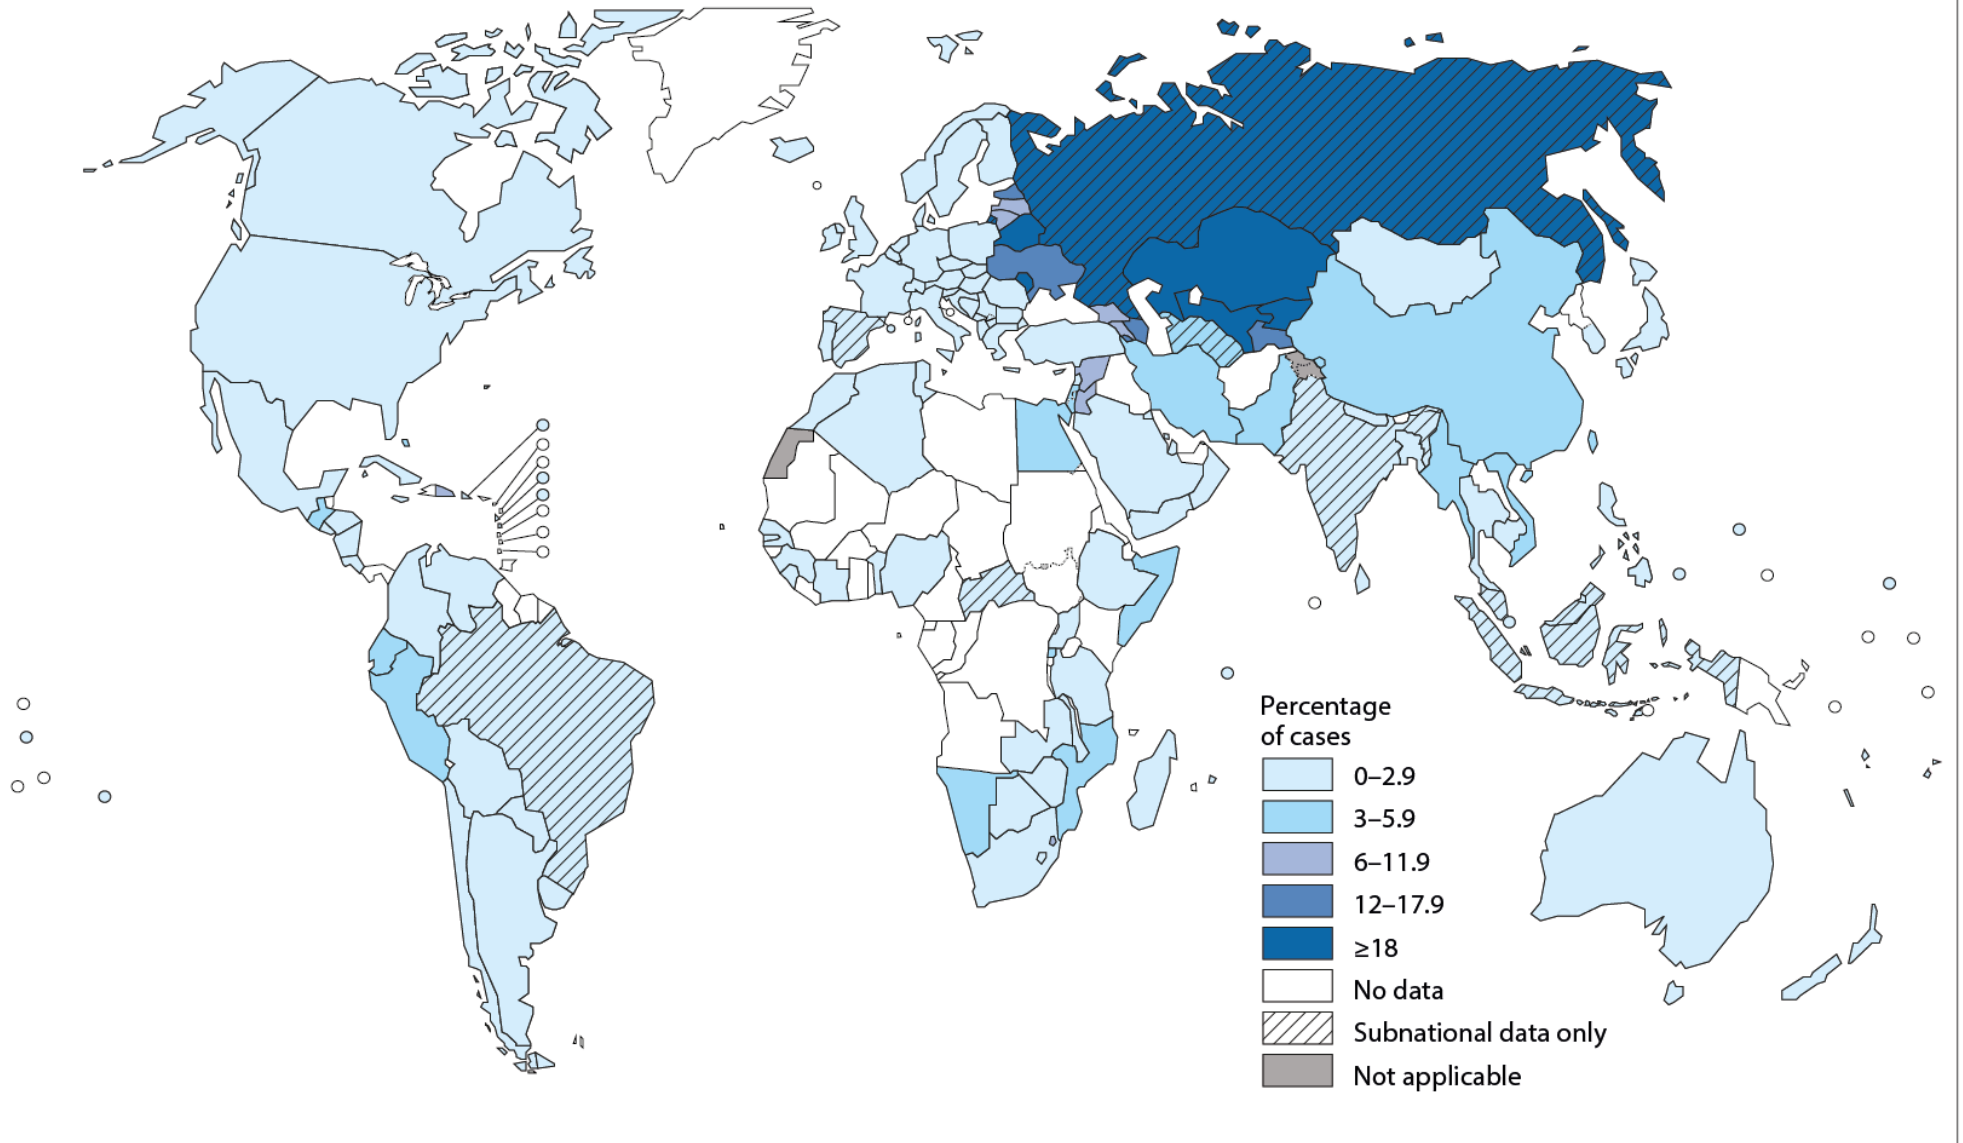 Percentage
of cases
0–2.9
3–5.9
6–11.9
12–17.9
≥18
No data
Subnational data only
Not applicable